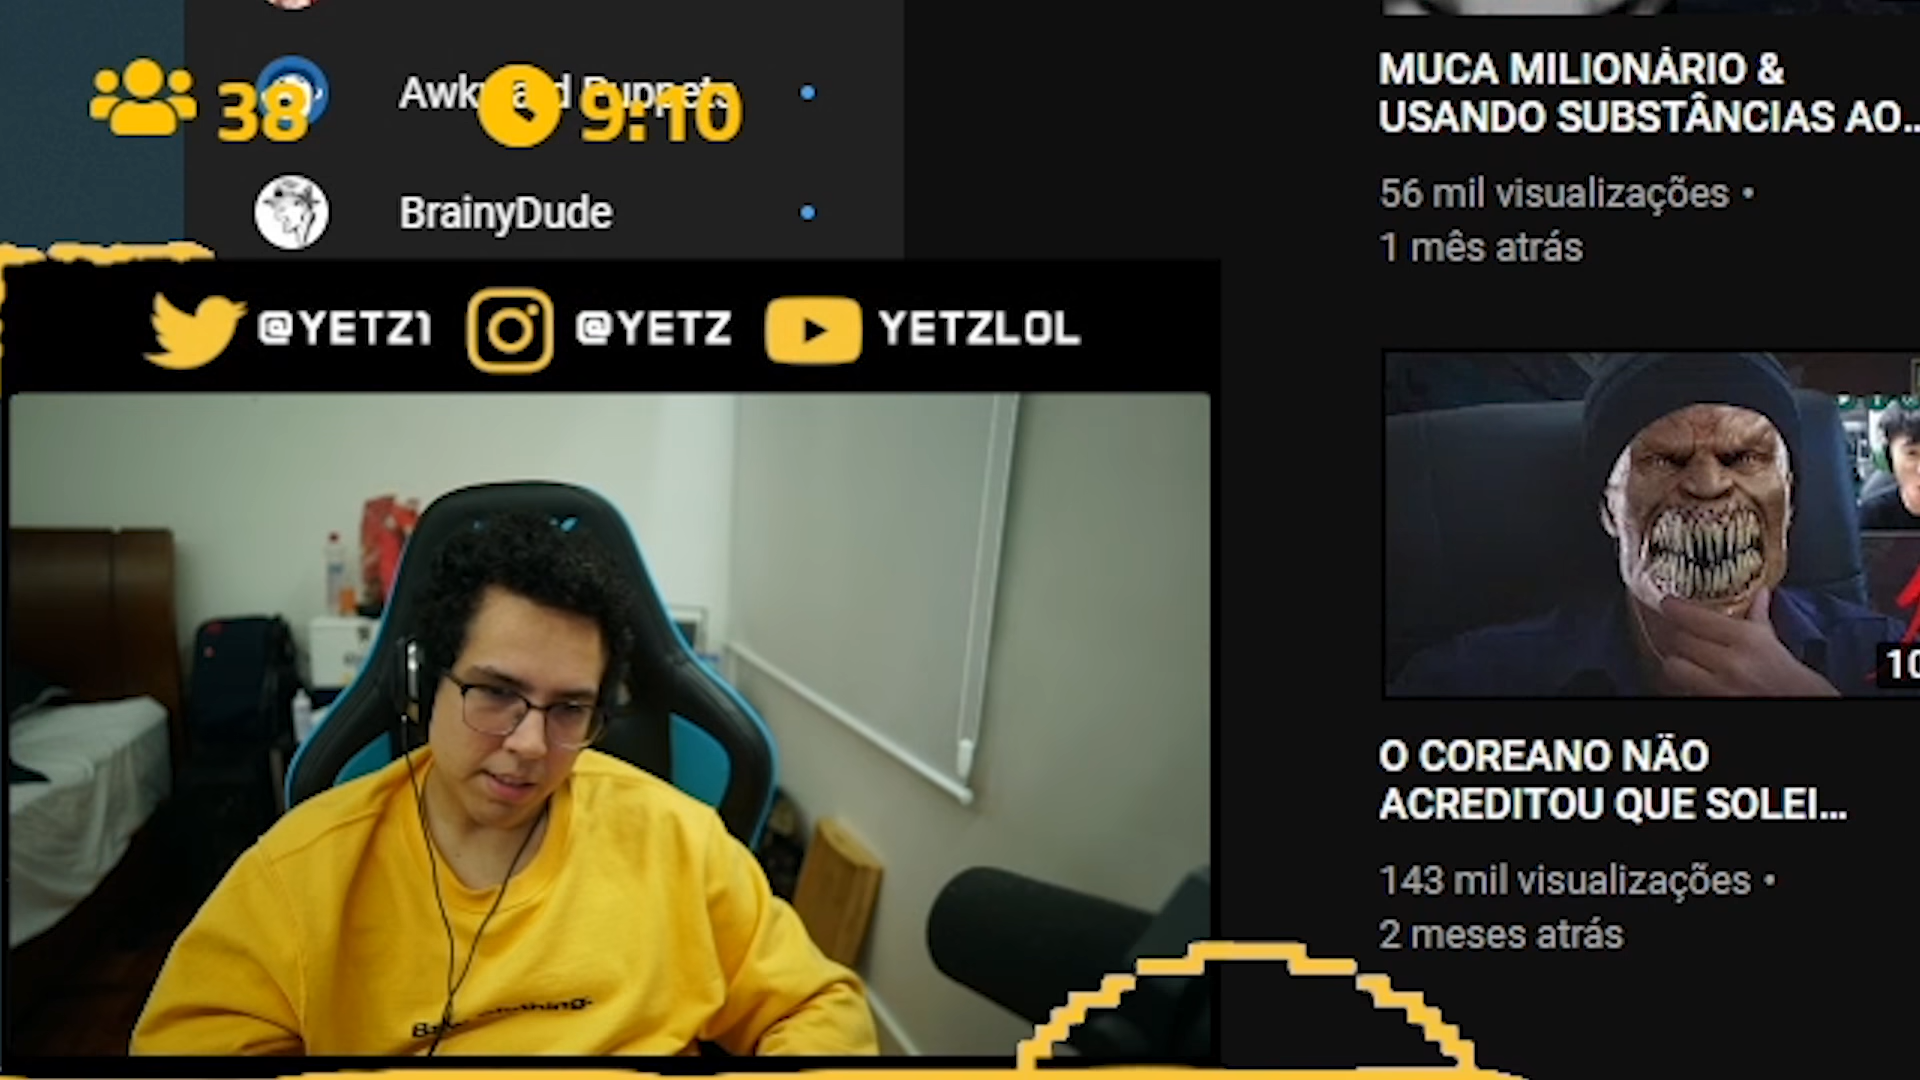 38
9:10
BrainyDude
@YETZ1
@YETZ
YETZLOL
MUCA MILIONÁRIO &
USANDO SUBSTÂNCIAS AO...
56 mil visualizações •
1 mês atrás
O COREANO NÃO
ACREDITOU QUE SOLEI...
143 mil visualizações •
2 meses atrás